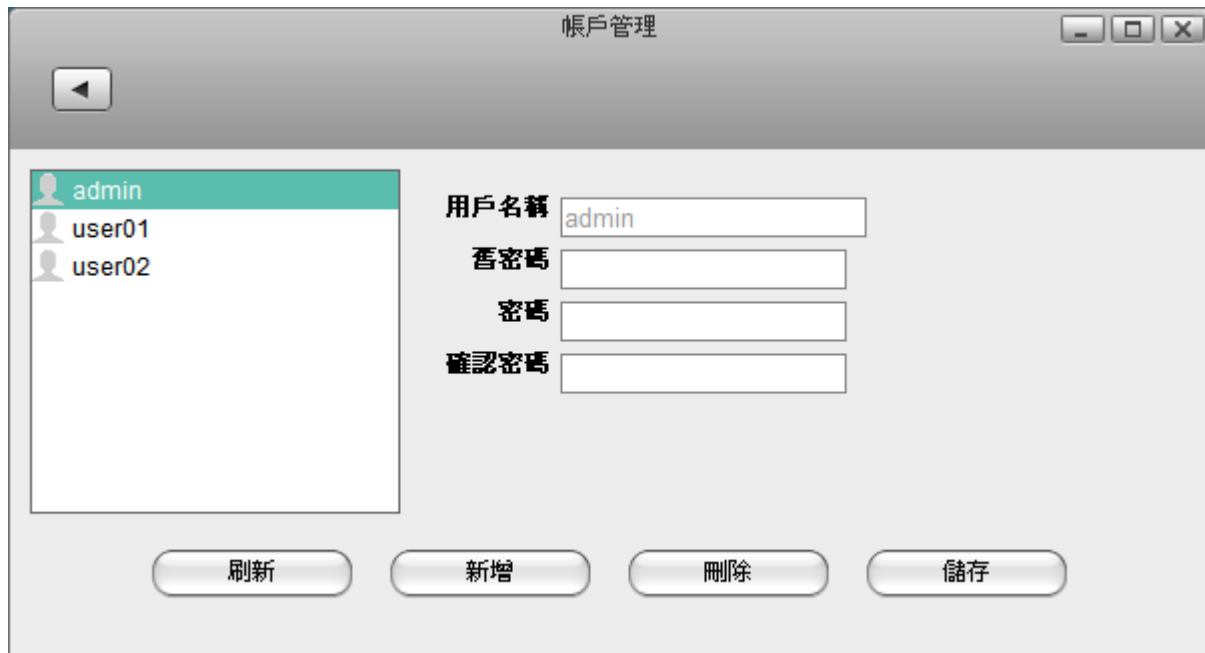 帳戶管理
admin
user01
user02
用戶名稱 admin
舊密碼
密碼
確認密碼
刷新 新增 刪除 儲存